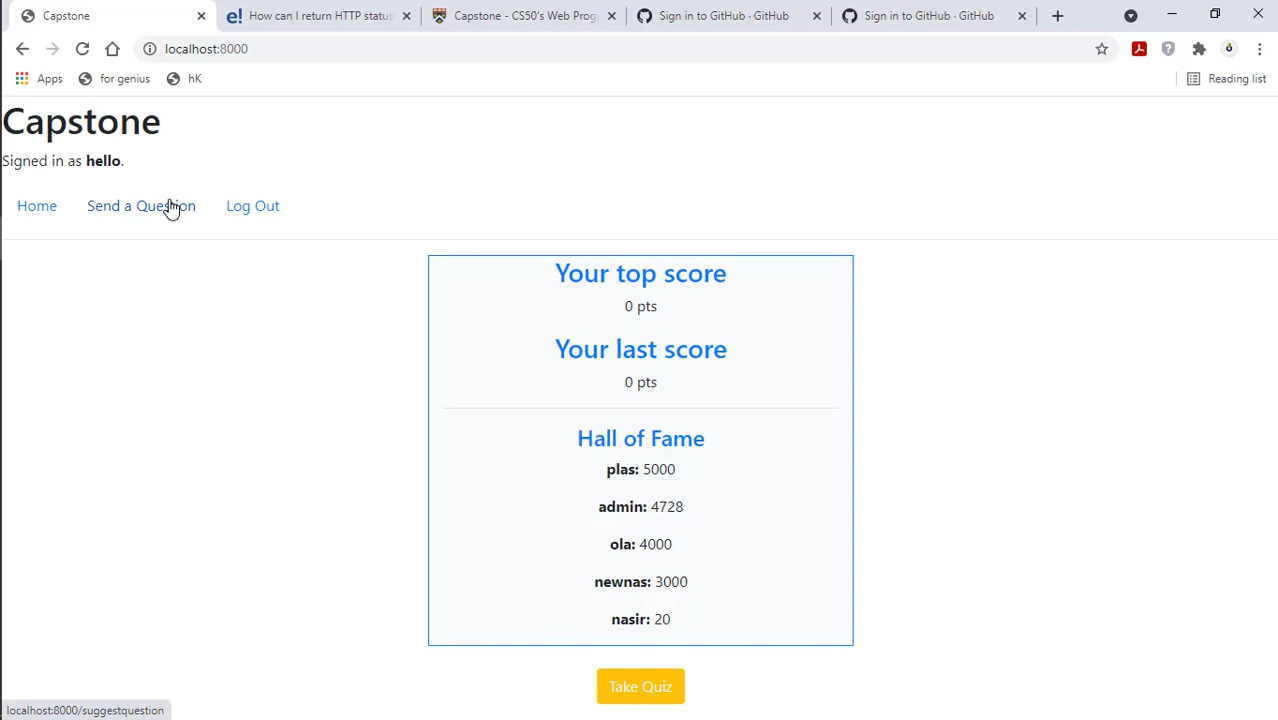 Capstone
How can I return HTTP status
Capstone - CS50's Web Prog
Sign in to GitHub · GitHub
Sign in to GitHub · GitHub
localhost:8000
Apps
for genius
hK
Reading list
Capstone
Signed in as hello.
Home
Send a Question
Log Out
Your top score
0 pts
Your last score
0 pts
Hall of Fame
plas: 5000
admin: 4728
ola: 4000
newnas: 3000
nasir: 20
Take Quiz
localhost:8000/suggestquestion